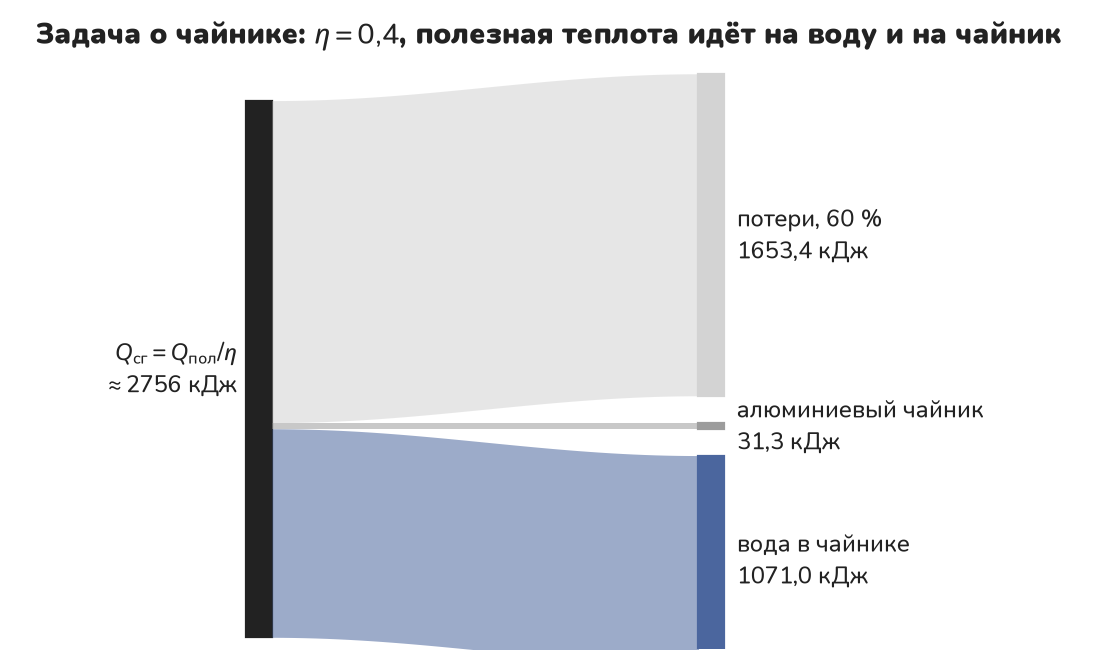 Задача о чайнике: η = 0,4, полезная теплота идёт на воду и на чайник
потери, 60 %
1653,4 кДж
Qсг = Qпол/η
≈ 2756 кДж
алюминиевый чайник
31,3 кДж
вода в чайнике
1071,0 кДж